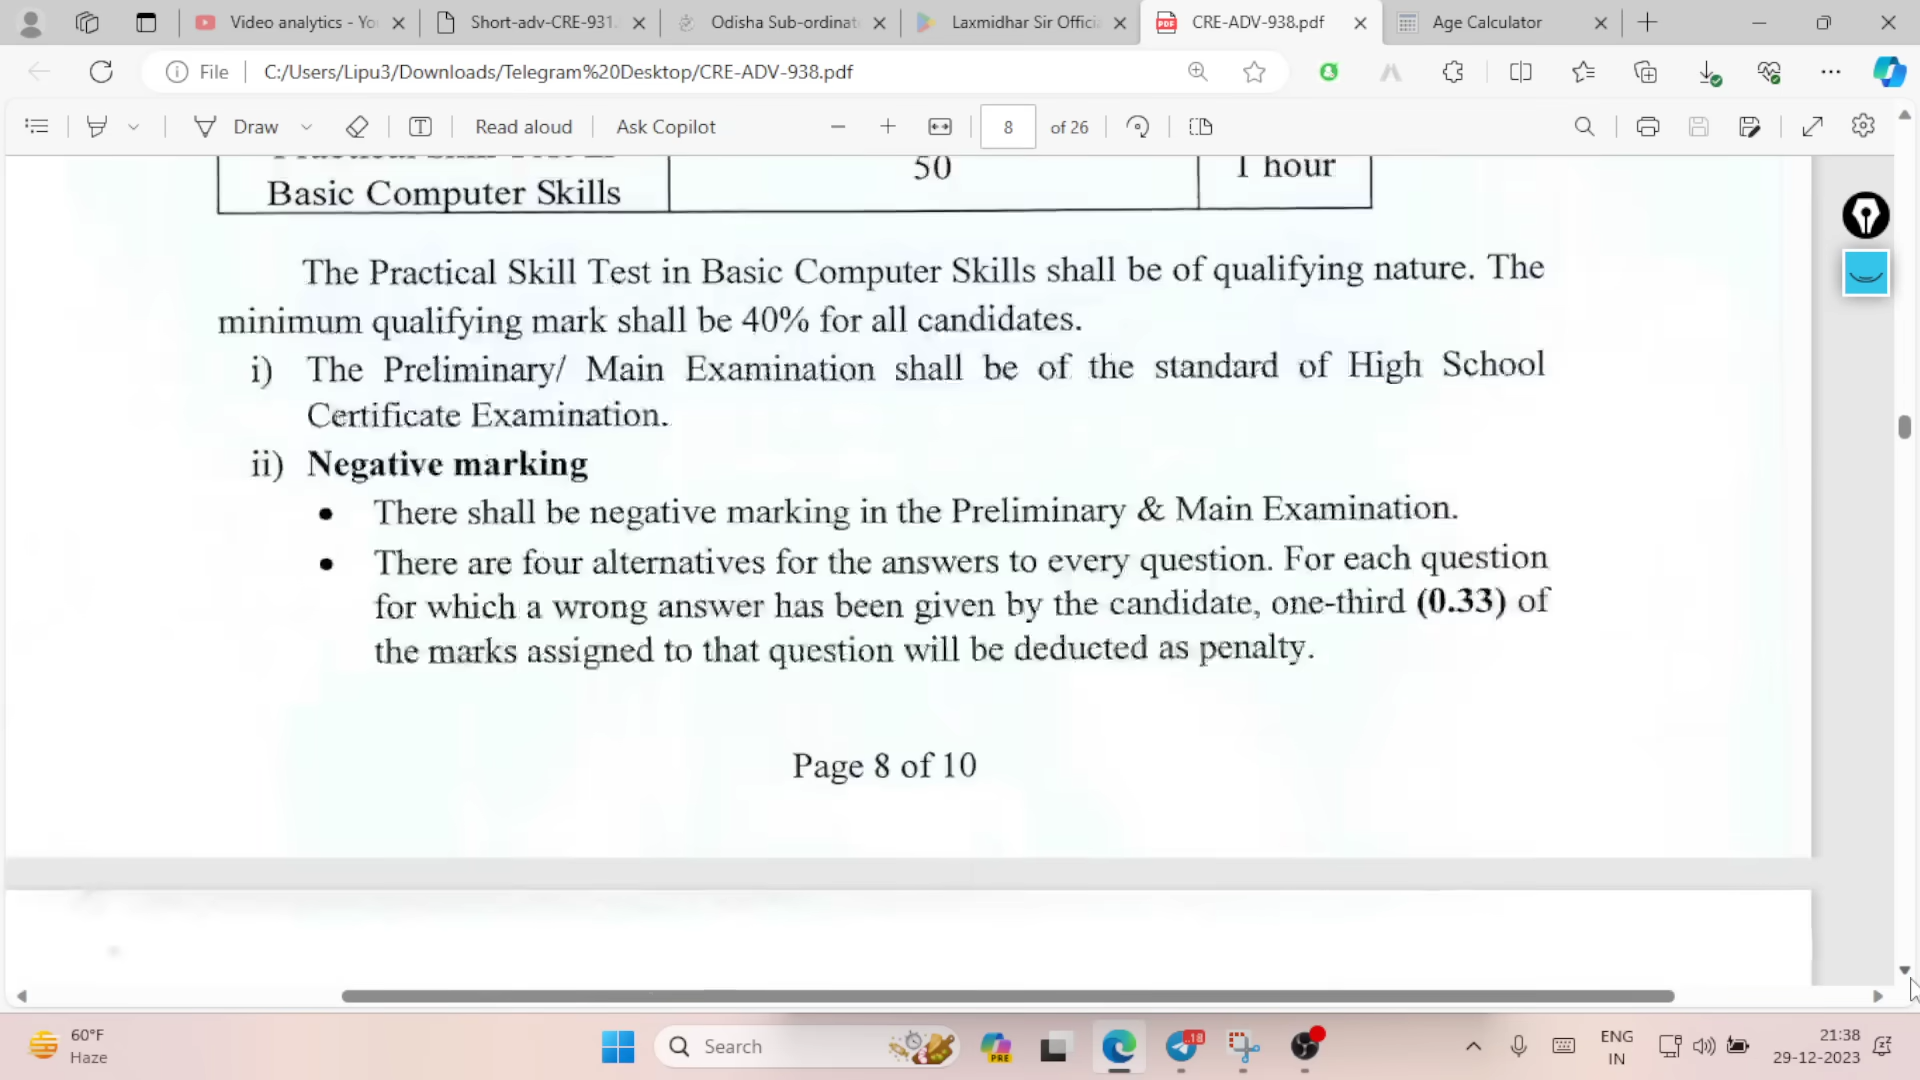 Video analytics - Yo
Short-adv-CRE-931.
Odisha Sub-ordinat
Laxmidhar Sir Offici
CRE-ADV-938.pdf
Age Calculator
File
C:/Users/Lipu3/Downloads/Telegram%20Desktop/CRE-ADV-938.pdf
Draw
Read aloud
Ask Copilot
8
of 26
50
1 hour
Basic Computer Skills
The Practical Skill Test in Basic Computer Skills shall be of qualifying nature. The
minimum qualifying mark shall be 40% for all candidates.
i) The Preliminary/ Main Examination shall be of the standard of High School
Certificate Examination.
ii) Negative marking
• There shall be negative marking in the Preliminary & Main Examination.
• There are four alternatives for the answers to every question. For each question
for which a wrong answer has been given by the candidate, one-third (0.33) of
the marks assigned to that question will be deducted as penalty.
Page 8 of 10
60°F
Haze
Search
PRE
18
ENG
IN
21:38
29-12-2023